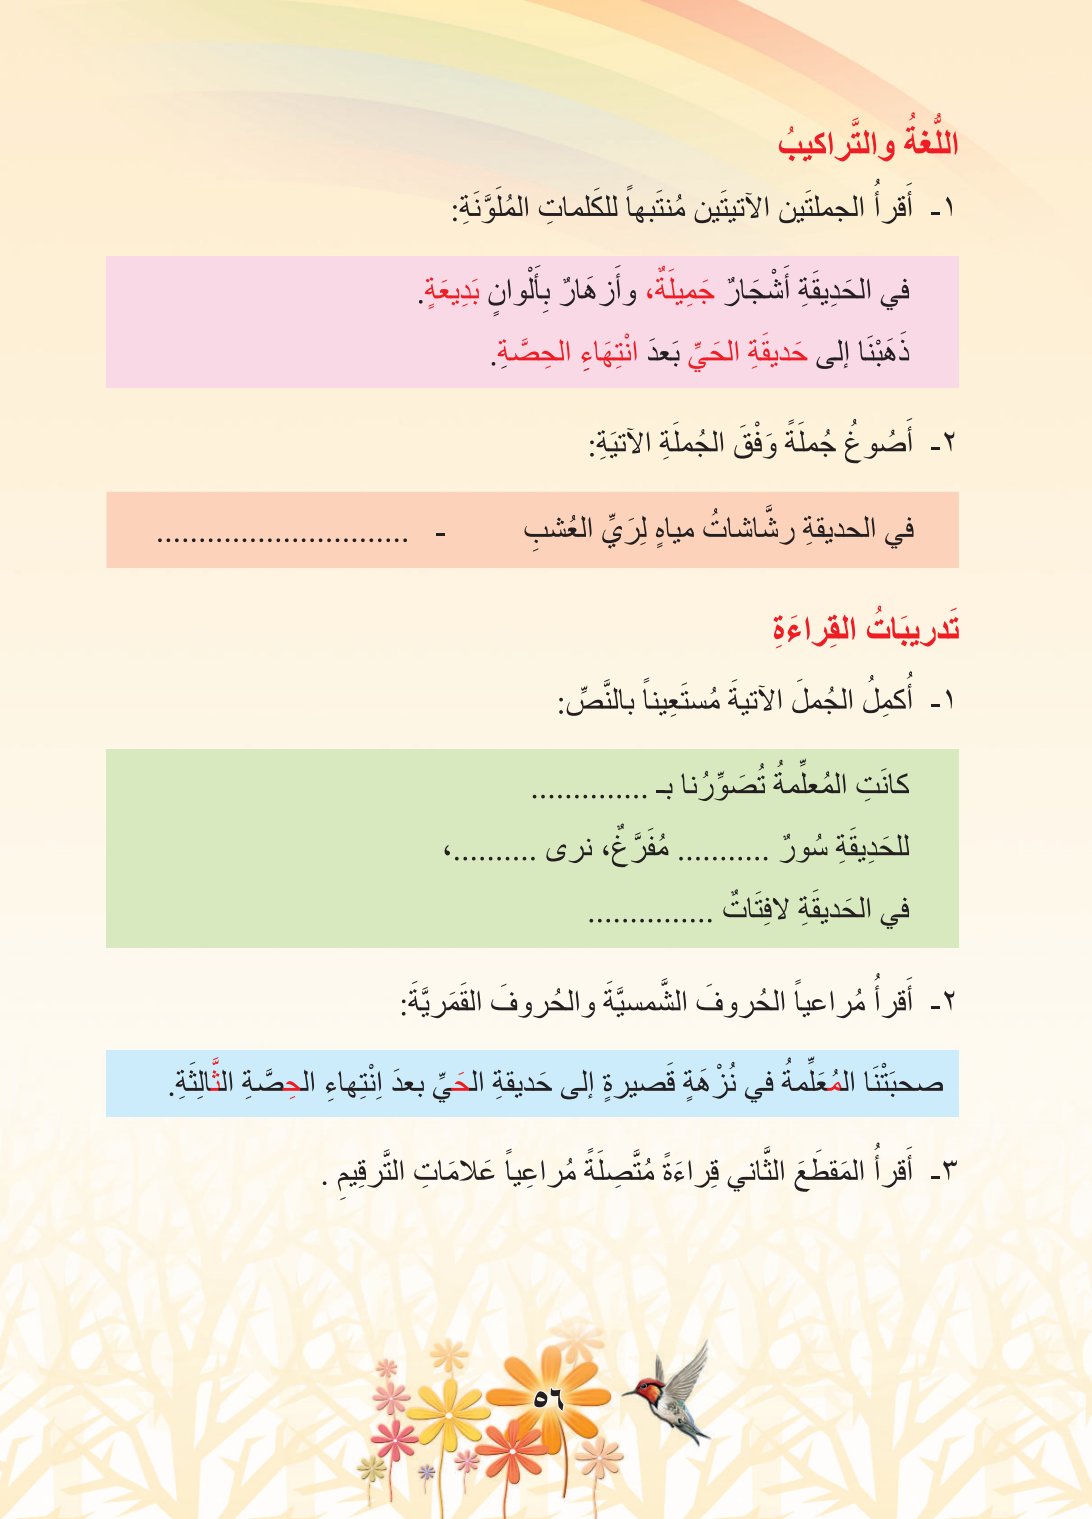 اللُّغةُ والتَّراكيبُ
١- أَقرأُ الجملتَين الآتيتَين مُنتَبهاً للكَلماتِ المُلَوَّنَةِ:
في الحَدِيقَةِ أَشْجَارٌ جَمِيلَةٌ، وأَزهَارٌ بِأَلْوانٍ بَدِيعَةٍ.
ذَهَبْنَا إلى حَديقَةِ الحَيِّ بَعدَ انْتِهَاءِ الحِصَّةِ.
٢- أَصُوغُ جُملَةً وَفْقَ الجُملَةِ الآتيَةِ:
في الحديقةِ رشَّاشاتُ مياهٍ لِرَيِّ العُشبِ - ..............................
تَدريبَاتُ القِراءَةِ
١- أُكمِلُ الجُملَ الآتيةَ مُستَعِيناً بالنَّصِّ:
كانَتِ المُعلِّمةُ تُصَوِّرُنا بـ ..............
للحَدِيقَةِ سُورٌ ........... مُفَرَّغٌ، نرى ..........،
في الحَديقَةِ لافِتَاتٌ ...............
٢- أَقرأُ مُراعياً الحُروفَ الشَّمسيَّةَ والحُروفَ القَمَريَّةَ:
صحبَتْنَا المُعَلِّمةُ في نُزْهَةٍ قَصيرةٍ إلى حَديقةِ الحَيِّ بعدَ اِنْتِهاءِ الحِصَّةِ الثَّالِثَةِ.
٣- أَقرأُ المَقطَعَ الثَّاني قِراءَةً مُتَّصِلَةً مُراعِياً عَلامَاتِ التَّرقِيمِ .
٥٦